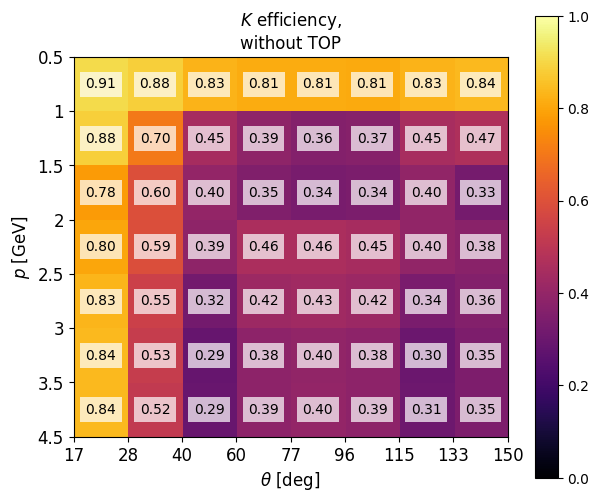 K efficiency,
without TOP
0.5
1
1.5
2
2.5
3
3.5
4.5
p [GeV]
0.91 0.88 0.83 0.81 0.81 0.81 0.83 0.84
0.88 0.70 0.45 0.39 0.36 0.37 0.45 0.47
0.78 0.60 0.40 0.35 0.34 0.34 0.40 0.33
0.80 0.59 0.39 0.46 0.46 0.45 0.40 0.38
0.83 0.55 0.32 0.42 0.43 0.42 0.34 0.36
0.84 0.53 0.29 0.38 0.40 0.38 0.30 0.35
0.84 0.52 0.29 0.39 0.40 0.39 0.31 0.35
17 28 40 60 77 96 115 133 150
θ [deg]
1.0
0.8
0.6
0.4
0.2
0.0